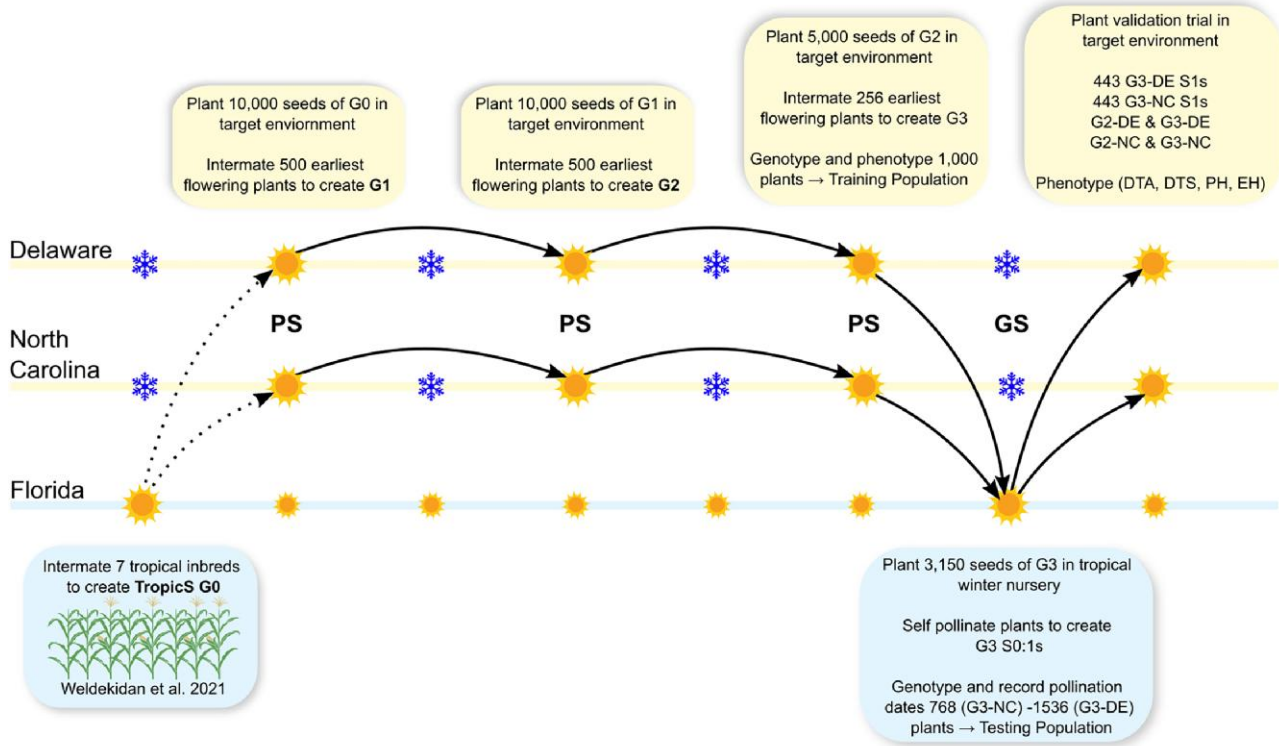 Plant 10,000 seeds of G0 in
target enviornment
Intermate 500 earliest
flowering plants to create G1
Plant 10,000 seeds of G1 in
target environment
Intermate 500 earliest
flowering plants to create G2
Plant 5,000 seeds of G2 in
target environment
Intermate 256 earliest
flowering plants to create G3
Genotype and phenotype 1,000
plants → Training Population
Plant validation trial in
target environment
443 G3-DE S1s
443 G3-NC S1s
G2-DE & G3-DE
G2-NC & G3-NC
Phenotype (DTA, DTS, PH, EH)
Delaware
PS
PS
PS
GS
North
Carolina
Florida
Intermate 7 tropical inbreds
to create TropicS G0
Weldekidan et al. 2021
Plant 3,150 seeds of G3 in tropical
winter nursery
Self pollinate plants to create
G3 S0:1s
Genotype and record pollination
dates 768 (G3-NC) -1536 (G3-DE)
plants → Testing Population